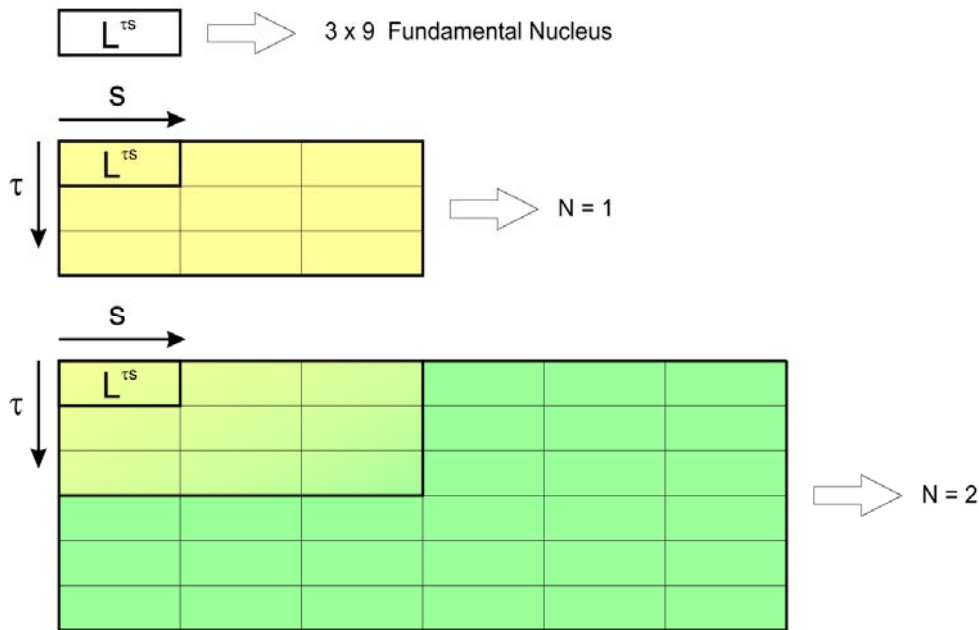 L^τs 3 x 9 Fundamental Nucleus
S
L^τs
τ
N = 1
S
L^τs
τ
N = 2